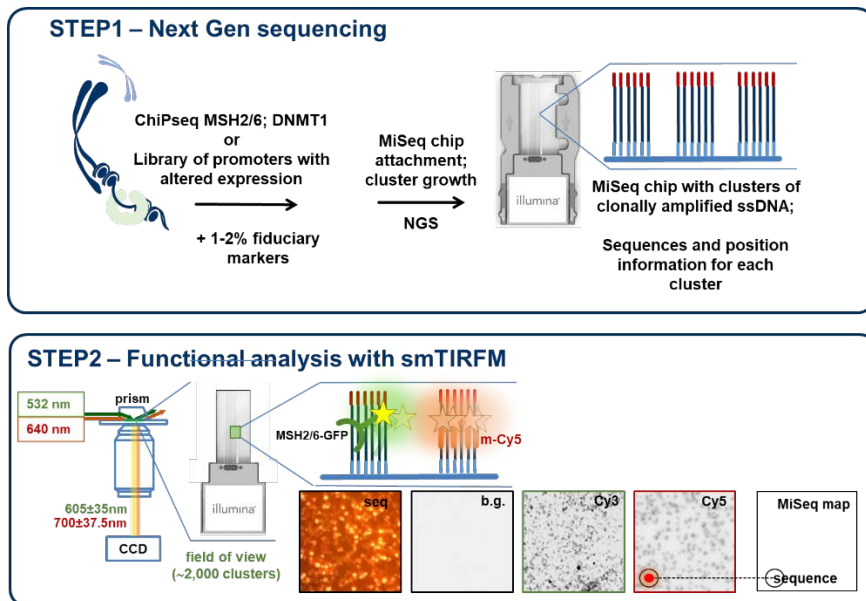 STEP1 – Next Gen sequencing
ChiPseq MSH2/6; DNMT1
or
Library of promoters with
altered expression
+ 1-2% fiduciary
markers
MiSeq chip
attachment;
cluster growth
NGS
illumina
MiSeq chip with clusters of
clonally amplified ssDNA;
Sequences and position
information for each
cluster
STEP2 – Functional analysis with smTIRFM
532 nm
640 nm
prism
605±35nm
700±37.5nm
CCD
illumina
field of view
(~2,000 clusters)
MSH2/6-GFP
m-Cy5
seq
b.g.
Cy3
Cy5
MiSeq map
sequence